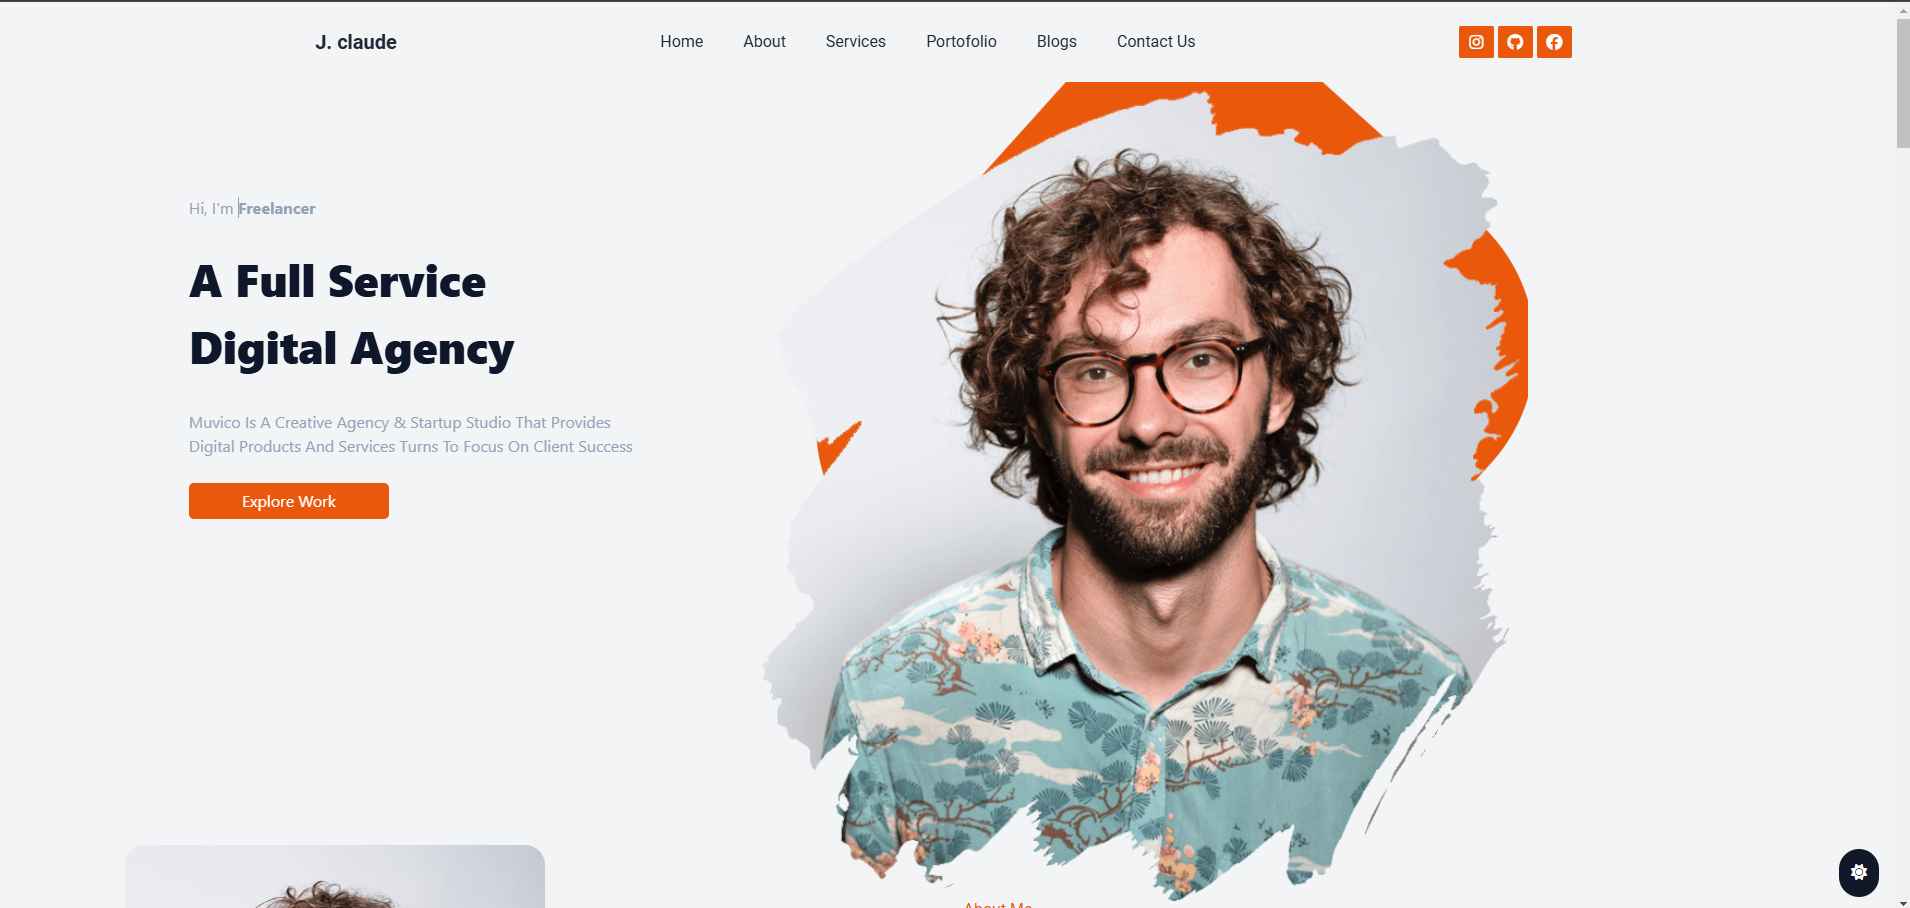 J. claude
Home About Services Portofolio Blogs Contact Us
Hi, I'm Freelancer
A Full Service
Digital Agency
Muvico Is A Creative Agency & Startup Studio That Provides
Digital Products And Services Turns To Focus On Client Success
Explore Work
About Me